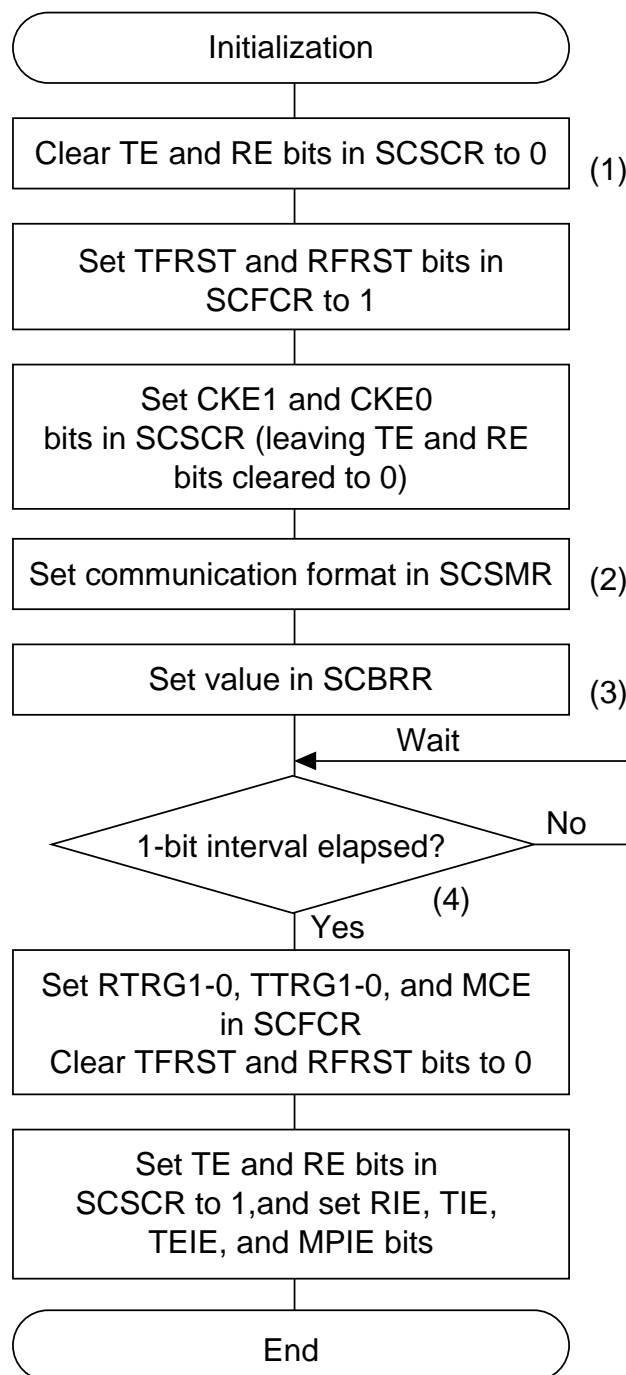 Initialization
Clear TE and RE bits in SCSCR to 0
(1)
Set TFRST and RFRST bits in
SCFCR to 1
Set CKE1 and CKE0
bits in SCSCR (leaving TE and RE
bits cleared to 0)
Set communication format in SCSMR
(2)
Set value in SCBRR
(3)
Wait
1-bit interval elapsed?
No
(4)
Yes
Set RTRG1-0, TTRG1-0, and MCE
in SCFCR
Clear TFRST and RFRST bits to 0
Set TE and RE bits in
SCSCR to 1,and set RIE, TIE,
TEIE, and MPIE bits
End